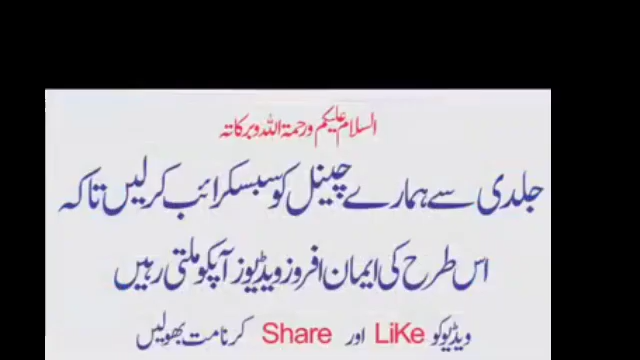 السلام علیکم ورحمۃ اللہ وبرکاتہ
جلدی سے ہمارے چینل کو سبسکرائب کرلیں تاکہ
اس طرح کی ایمان افروز ویڈیوز آپکو ملتی رہیں
ویڈیو کو LiKe اور Share کرنا مت بھولیں